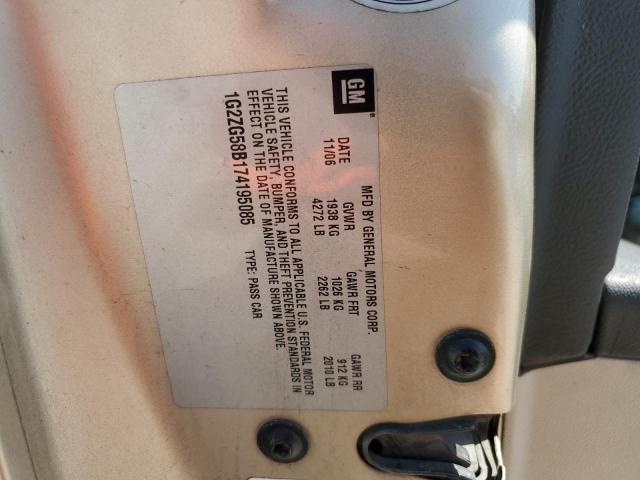 GM
®
MFD BY GENERAL MOTORS CORP.
DATE GVWR GAWR FRT GAWR RR
11/06 1938 KG 1026 KG 912 KG
4272 LB 2262 LB 2010 LB
THIS VEHICLE CONFORMS TO ALL APPLICABLE U.S. FEDERAL MOTOR
VEHICLE SAFETY, BUMPER, AND THEFT PREVENTION STANDARDS IN
EFFECT ON THE DATE OF MANUFACTURE SHOWN ABOVE.
1G2ZG58B174195085 TYPE: PASS CAR